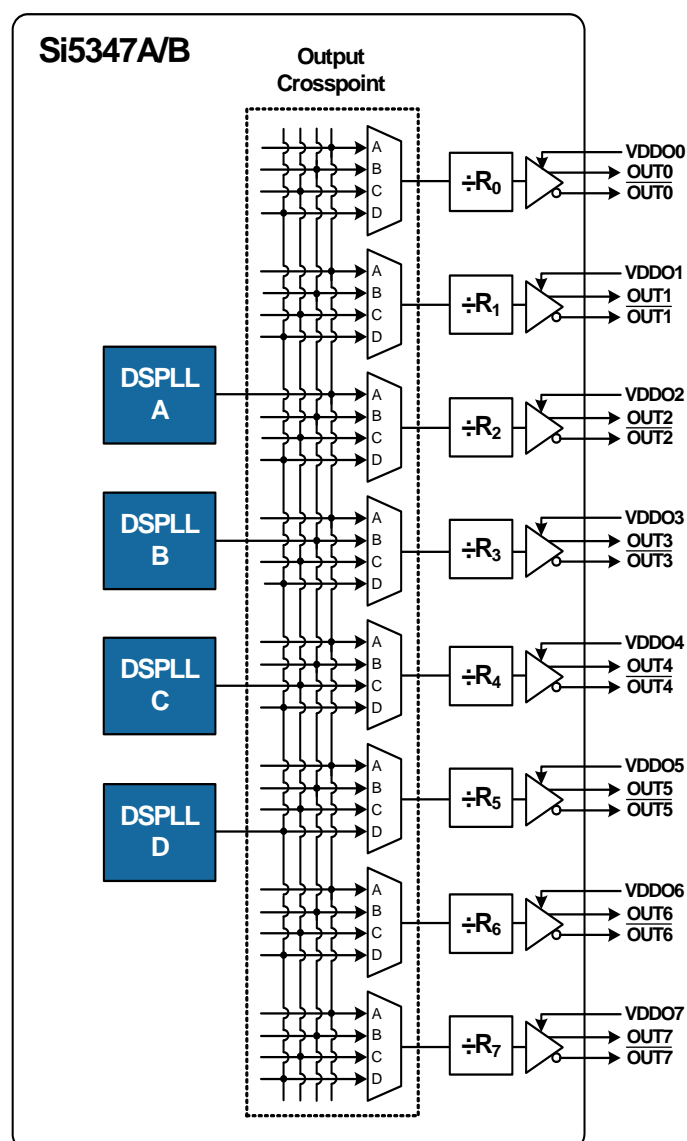 Si5347A/B
Output
Crosspoint
A
B
C
D
÷R0
VDDO0
OUT0
OUT0
A
B
C
D
÷R1
VDDO1
OUT1
OUT1
DSPLL
A
A
B
C
D
÷R2
VDDO2
OUT2
OUT2
DSPLL
B
A
B
C
D
÷R3
VDDO3
OUT3
OUT3
DSPLL
C
A
B
C
D
÷R4
VDDO4
OUT4
OUT4
DSPLL
D
A
B
C
D
÷R5
VDDO5
OUT5
OUT5
A
B
C
D
÷R6
VDDO6
OUT6
OUT6
A
B
C
D
÷R7
VDDO7
OUT7
OUT7